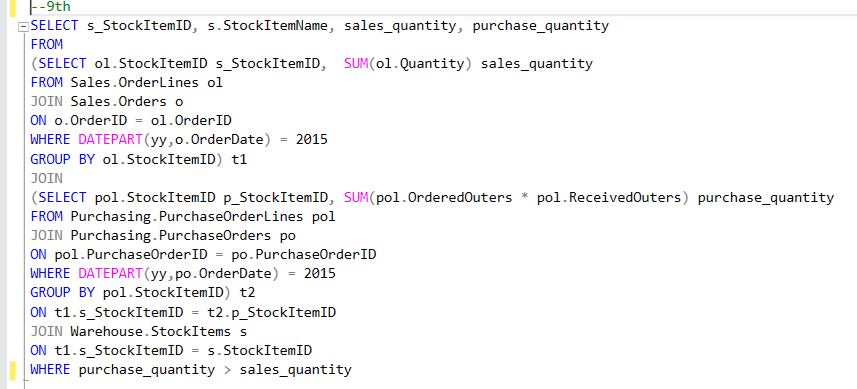 --9th
SELECT s_StockItemID, s.StockItemName, sales_quantity, purchase_quantity
FROM
(SELECT ol.StockItemID s_StockItemID,  SUM(ol.Quantity) sales_quantity
FROM Sales.OrderLines ol
JOIN Sales.Orders o
ON o.OrderID = ol.OrderID
WHERE DATEPART(yy,o.OrderDate) = 2015
GROUP BY ol.StockItemID) t1
JOIN
(SELECT pol.StockItemID p_StockItemID, SUM(pol.OrderedOuters * pol.ReceivedOuters) purchase_quantity
FROM Purchasing.PurchaseOrderLines pol
JOIN Purchasing.PurchaseOrders po
ON pol.PurchaseOrderID = po.PurchaseOrderID
WHERE DATEPART(yy,po.OrderDate) = 2015
GROUP BY pol.StockItemID) t2
ON t1.s_StockItemID = t2.p_StockItemID
JOIN Warehouse.StockItems s
ON t1.s_StockItemID = s.StockItemID
WHERE purchase_quantity > sales_quantity